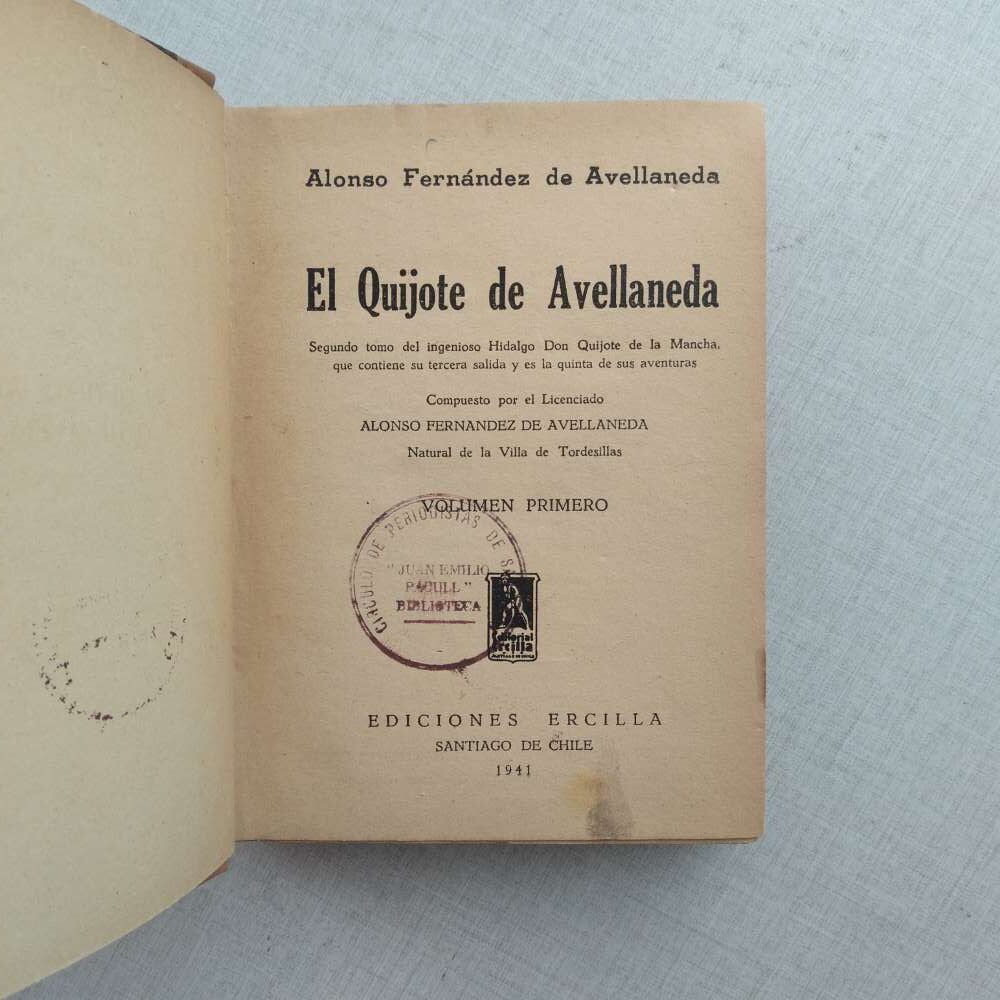 Alonso Fernández de Avellaneda
El Quijote de Avellaneda
Segundo tomo del ingenioso Hidalgo Don Quijote de la Mancha,
que contiene su tercera salida y es la quinta de sus aventuras
Compuesto por el Licenciado
ALONSO FERNANDEZ DE AVELLANEDA
Natural de la Villa de Tordesillas
VOLUMEN PRIMERO
CIRCULO DE PERIODISTAS DE
"JUAN EMILIO
PACULL"
BIBLIOTECA
Editorial
Ercilla
EDICIONES ERCILLA
SANTIAGO DE CHILE
1941